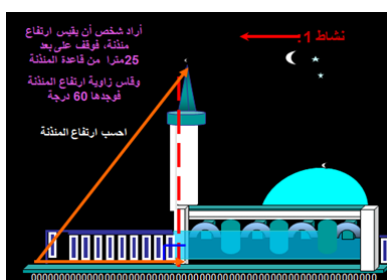 نشاط 1:
أراد شخص أن يقيس ارتفاع
مئذنة، فوقف على بعد
25مترا من قاعدة المئذنة
وقاس زاوية ارتفاع المئذنة
فوجدها 60 درجة
احسب ارتفاع المئذنة